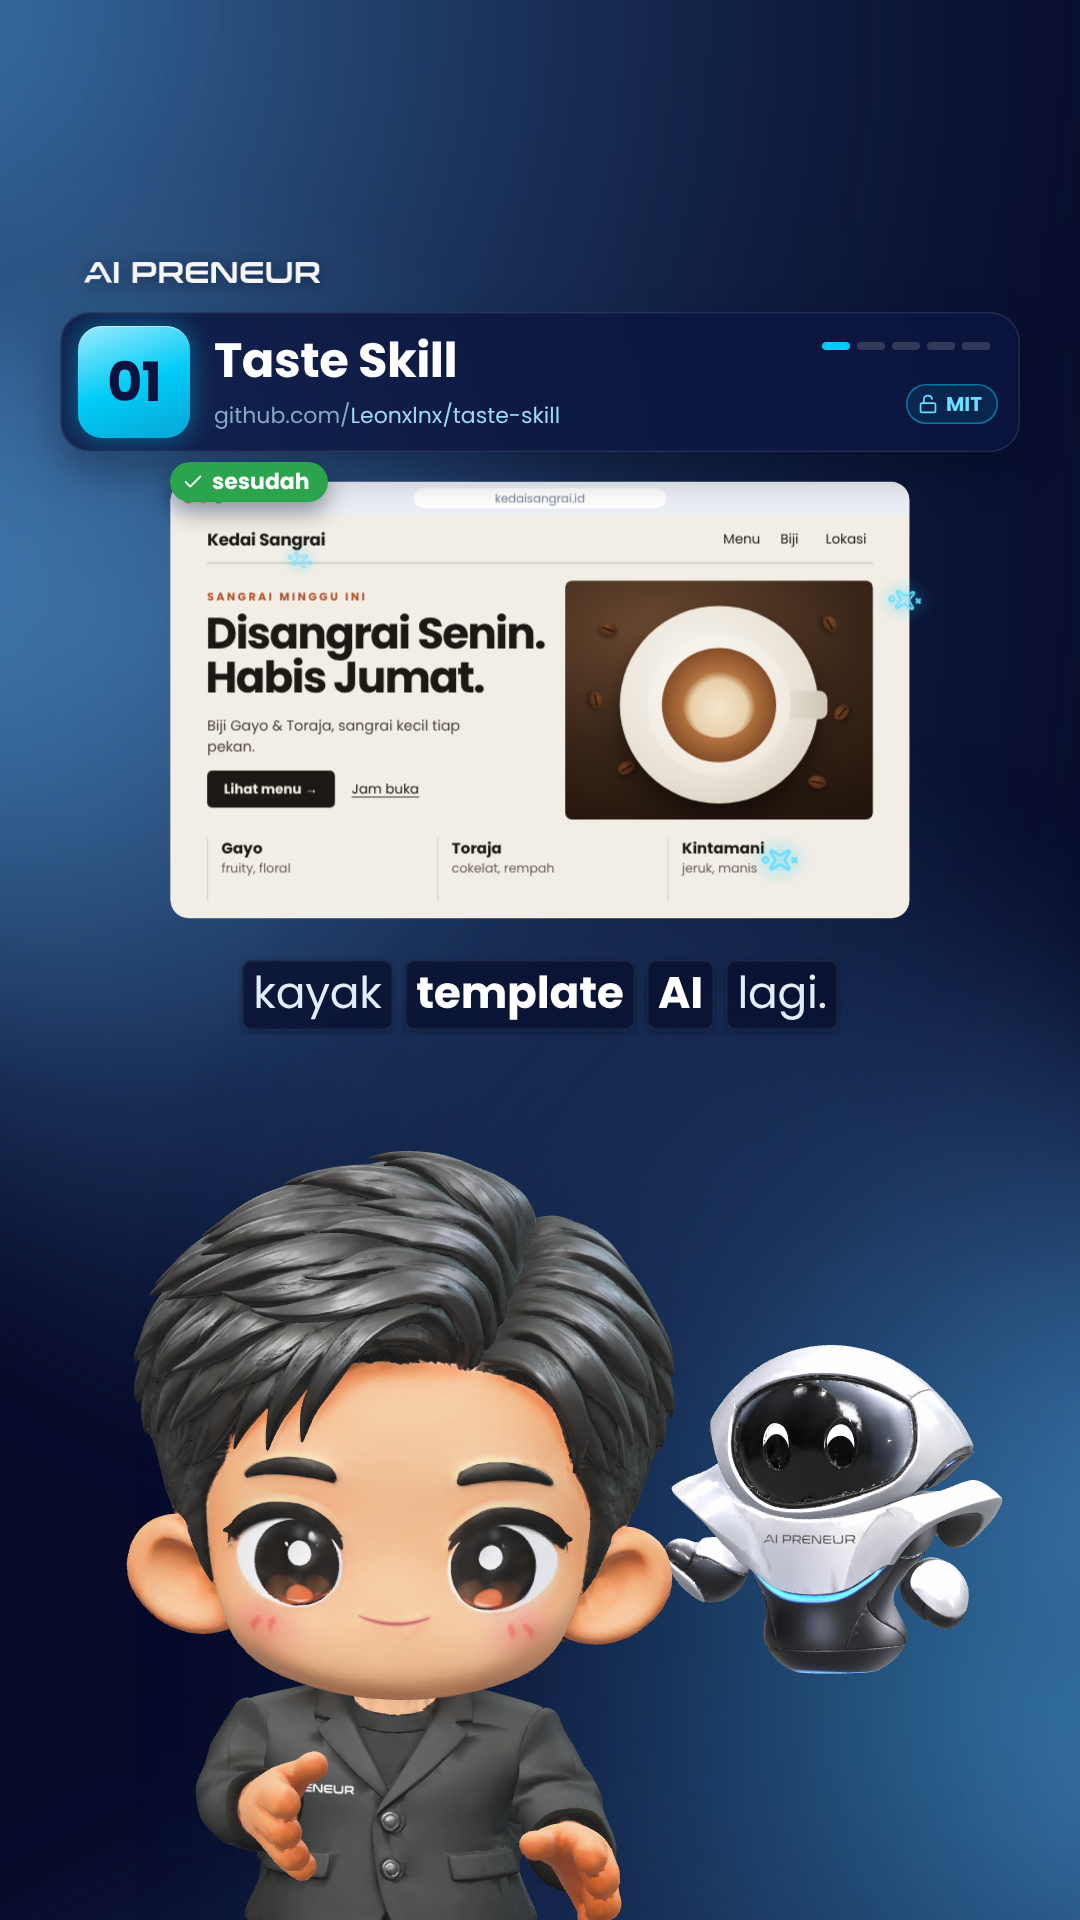 AI PRENEUR
01
Taste Skill
github.com/Leonxlnx/taste-skill
MIT
sesudah
kedaisangrai.id
Kedai Sangrai
Menu Biji Lokasi
SANGRAI MINGGU INI
Disangrai Senin.
Habis Jumat.
Biji Gayo & Toraja, sangrai kecil tiap
pekan.
Lihat menu → Jam buka
Gayo
fruity, floral
Toraja
cokelat, rempah
Kintamani
jeruk, manis
kayak template AI lagi.
AI PRENEUR
ENEUR